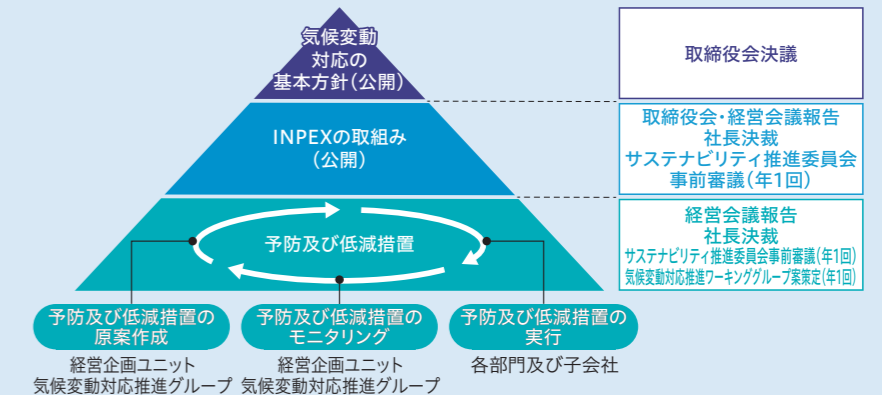 気候変動
対応の
基本方針（公開）
取締役会決議
INPEXの取組み
（公開）
取締役会・経営会議報告
社長決裁
サステナビリティ推進委員会
事前審議（年1回）
予防及び低減措置
経営会議報告
社長決裁
サステナビリティ推進委員会事前審議（年1回）
気候変動対応推進ワーキンググループ案策定（年1回）
予防及び低減措置の
原案作成
経営企画ユニット
気候変動対応推進グループ
予防及び低減措置の
モニタリング
経営企画ユニット
気候変動対応推進グループ
予防及び低減措置の
実行
各部門及び子会社